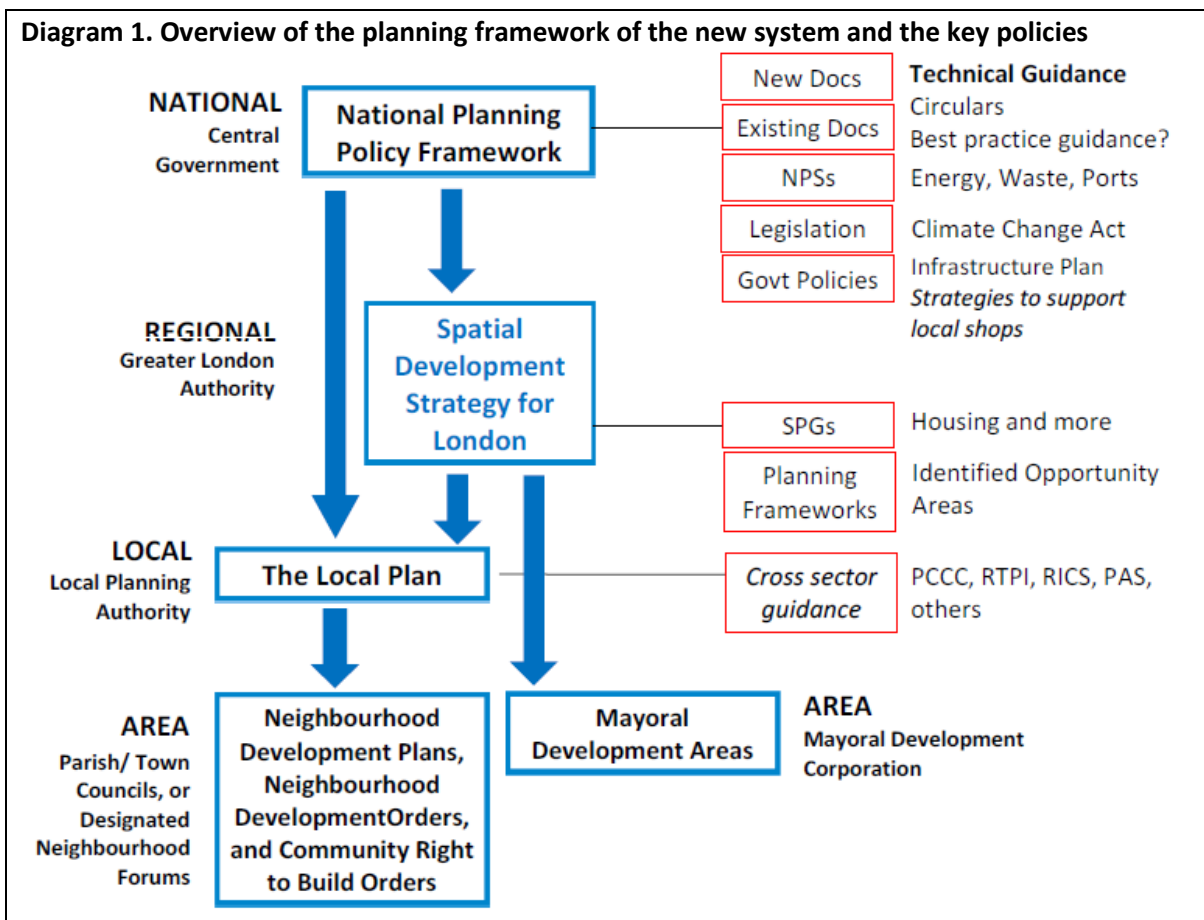 Diagram 1. Overview of the planning framework of the new system and the key policies
NATIONAL
Central
Government
National Planning
Policy Framework
New Docs
Existing Docs
NPSs
Legislation
Govt Policies
Technical Guidance
Circulars
Best practice guidance?
Energy, Waste, Ports
Climate Change Act
Infrastructure Plan
Strategies to support
local shops
REGIONAL
Greater London
Authority
Spatial
Development
Strategy for
London
SPGs
Housing and more
Planning
Frameworks
Identified Opportunity
Areas
LOCAL
Local Planning
Authority
The Local Plan
Cross sector
guidance
PCCC, RTPI, RICS, PAS,
others
AREA
Parish/ Town
Councils, or
Designated
Neighbourhood
Forums
Neighbourhood
Development Plans,
Neighbourhood
DevelopmentOrders,
and Community Right
to Build Orders
Mayoral
Development Areas
AREA
Mayoral Development
Corporation